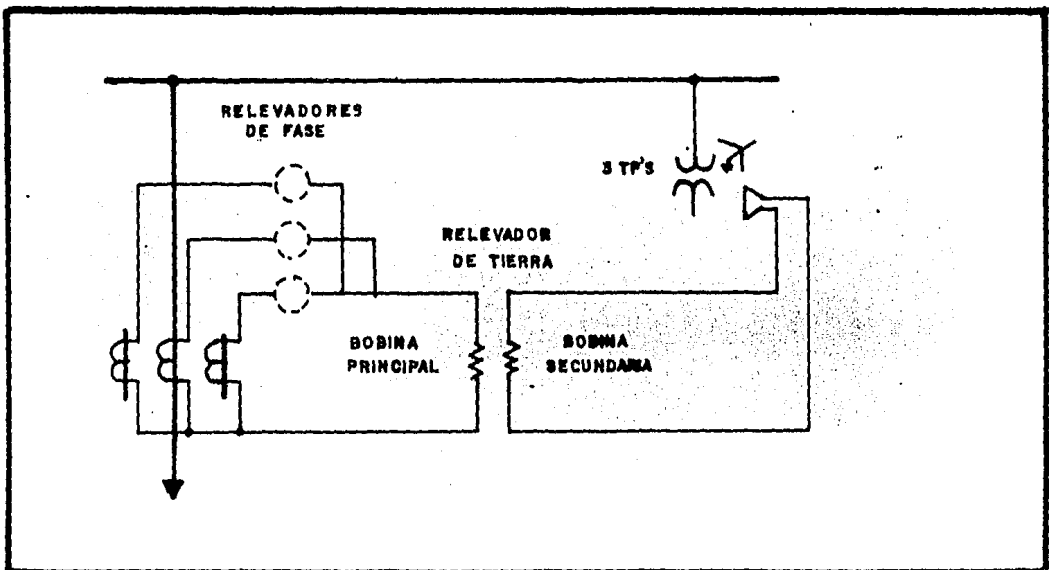 RELEVADORES
DE FASE
3 TP'S
RELEVADOR
DE TIERRA
BOBINA
PRINCIPAL
BOBINA
SECUNDARIA